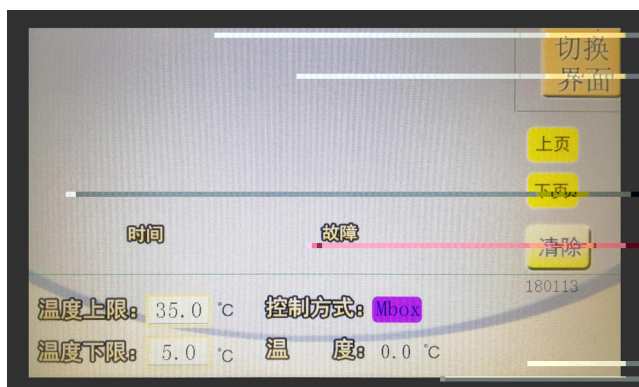 切换
界面
上页
下页
时间 故障
清除
180113
温度上限: 35.0 ℃ 控制方式: Mbox
温度下限: 5.0 ℃ 温 度: 0.0 ℃